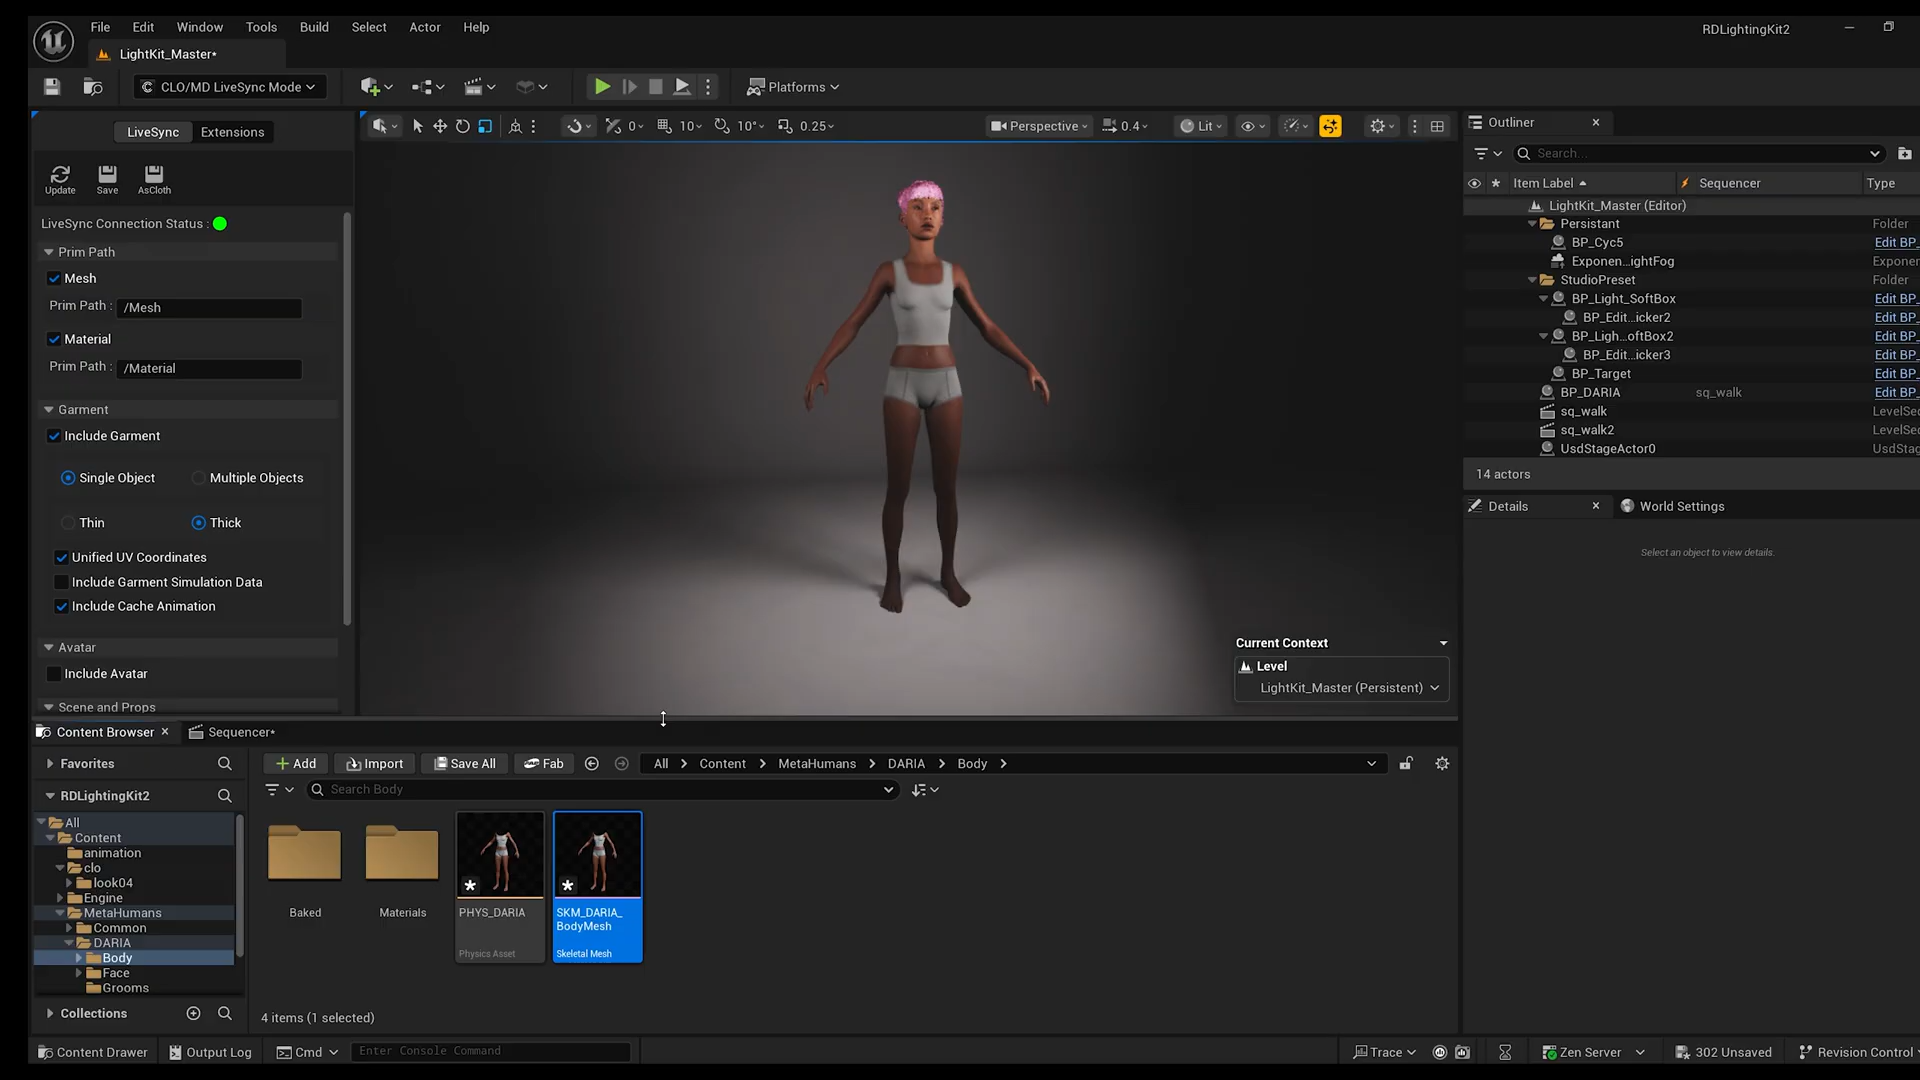 File Edit Window Tools Build Select Actor Help
RDLightingKit2
LightKit_Master*
CLO/MD LiveSync Mode
Platforms
LiveSync Extensions
0 10 10° 0.25
Perspective 0.4 Lit
Outliner
Search...
Update Save AsCloth
Item Label Sequencer Type
LiveSync Connection Status :
LightKit_Master (Editor)
Persistant Folder
Prim Path
BP_Cyc5 Edit BP_
Mesh
Exponen...ightFog Exponer
Prim Path : /Mesh
StudioPreset Folder
BP_Light_SoftBox Edit BP_
BP_Edit...icker2 Edit BP_
Material
BP_Ligh...oftBox2 Edit BP_
Prim Path : /Material
BP_Edit...icker3 Edit BP_
BP_Target Edit BP_
BP_DARIA sq_walk Edit BP_
Garment
sq_walk LevelSec
Include Garment
sq_walk2 LevelSec
UsdStageActor0 UsdStag
14 actors
Single Object Multiple Objects
Details World Settings
Thin Thick
Select an object to view details.
Unified UV Coordinates
Include Garment Simulation Data
Include Cache Animation
Avatar
Include Avatar
Current Context
Level
LightKit_Master (Persistent)
Scene and Props
Content Browser Sequencer*
Favorites
Add Import Save All Fab All Content MetaHumans DARIA Body
RDLightingKit2
Search Body
All
Content
animation
clo
look04
Engine
MetaHumans
Common
DARIA
Body
Face
Grooms
Baked
Materials
PHYS_DARIA
Physics Asset
SKM_DARIA_
BodyMesh
Skeletal Mesh
Collections
4 items (1 selected)
Content Drawer Output Log Cmd Enter Console Command
Trace Zen Server 302 Unsaved Revision Control